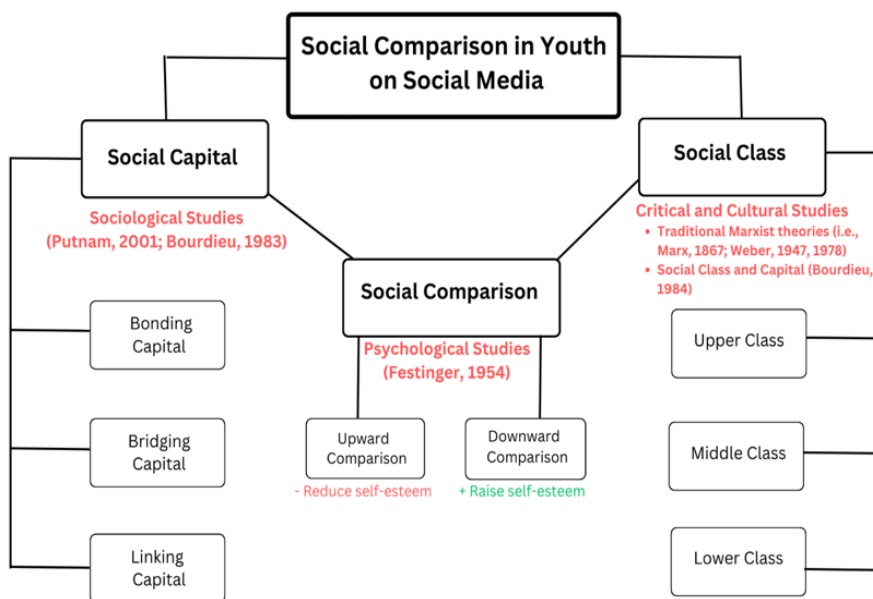 Social Comparison in Youth
on Social Media
Social Capital
Sociological Studies
(Putnam, 2001; Bourdieu, 1983)
Social Class
Critical and Cultural Studies
• Traditional Marxist theories (i.e.,
Marx, 1867; Weber, 1947, 1978)
• Social Class and Capital (Bourdieu,
1984)
Social Comparison
Psychological Studies
(Festinger, 1954)
Bonding
Capital
Bridging
Capital
Linking
Capital
Upward
Comparison
- Reduce self-esteem
Downward
Comparison
+ Raise self-esteem
Upper Class
Middle Class
Lower Class